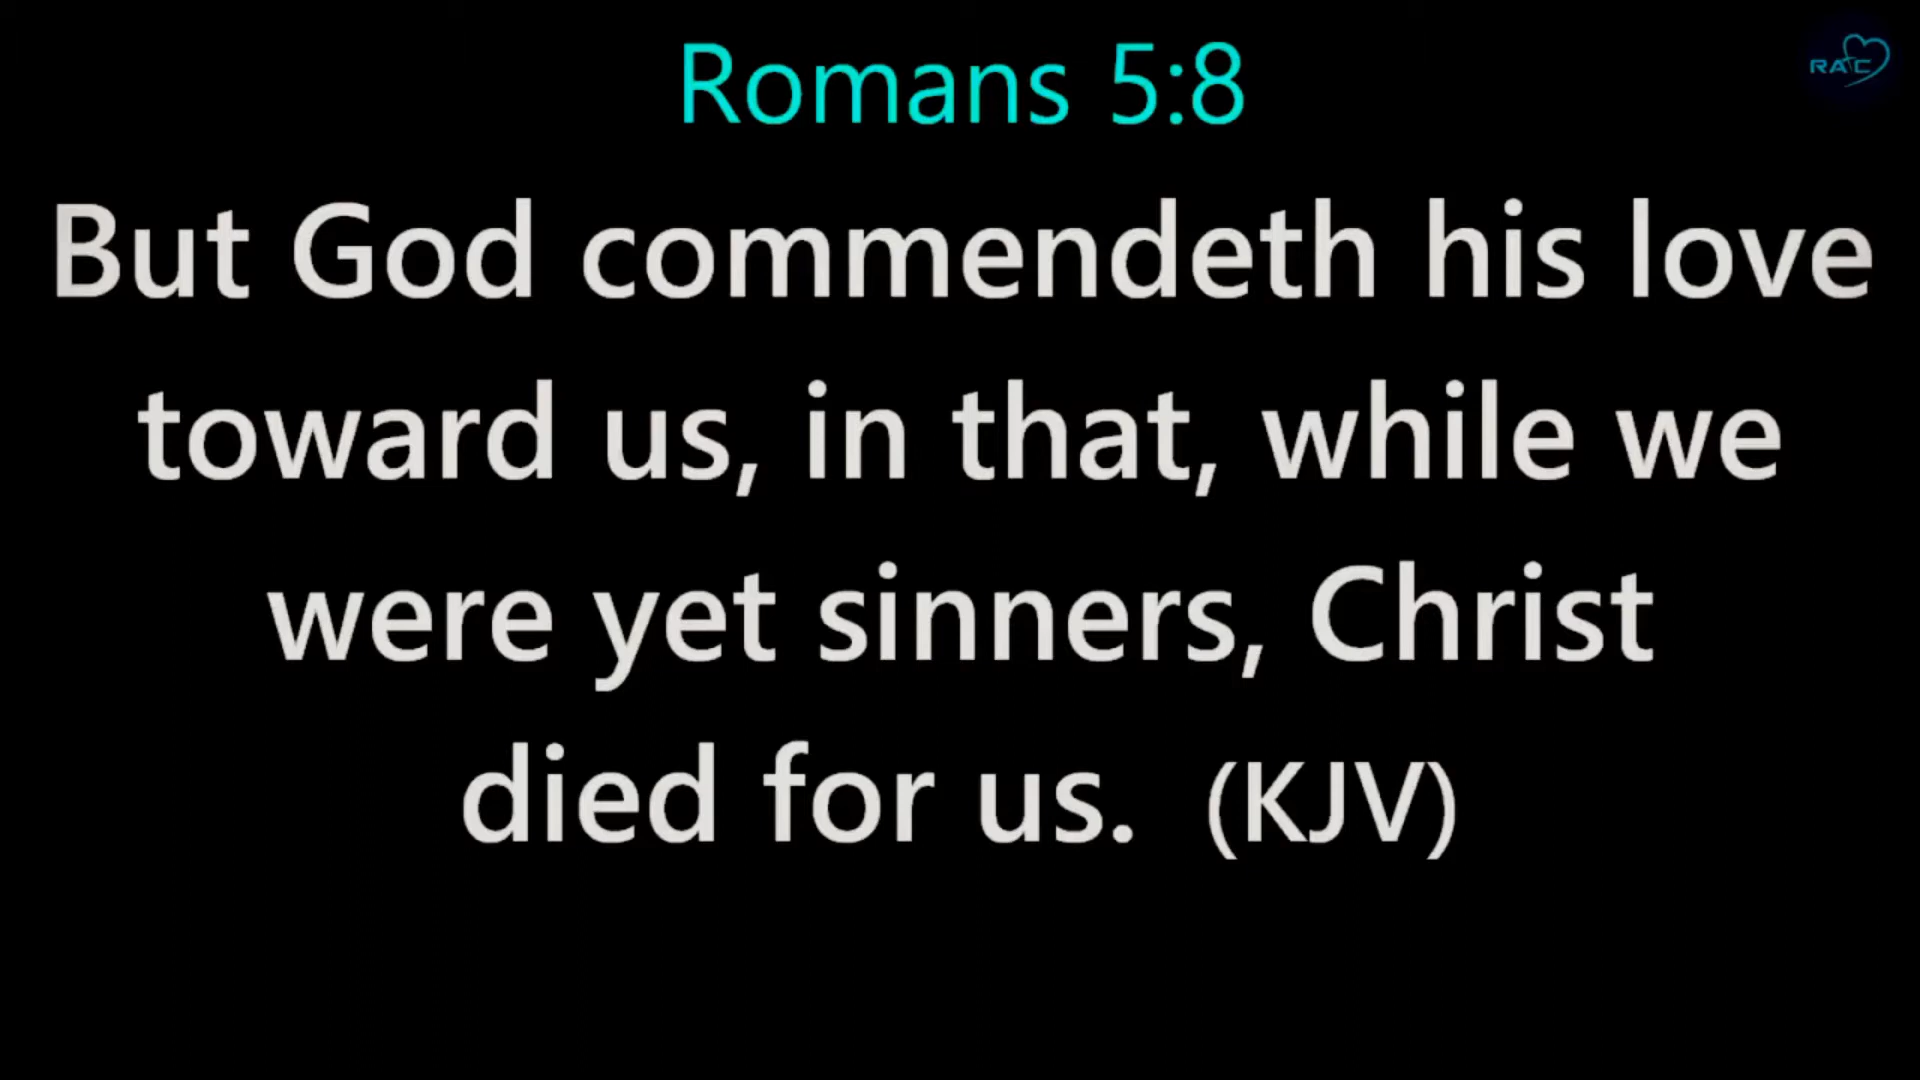 Romans 5:8
RAC
But God commendeth his love
toward us, in that, while we
were yet sinners, Christ
died for us. (KJV)